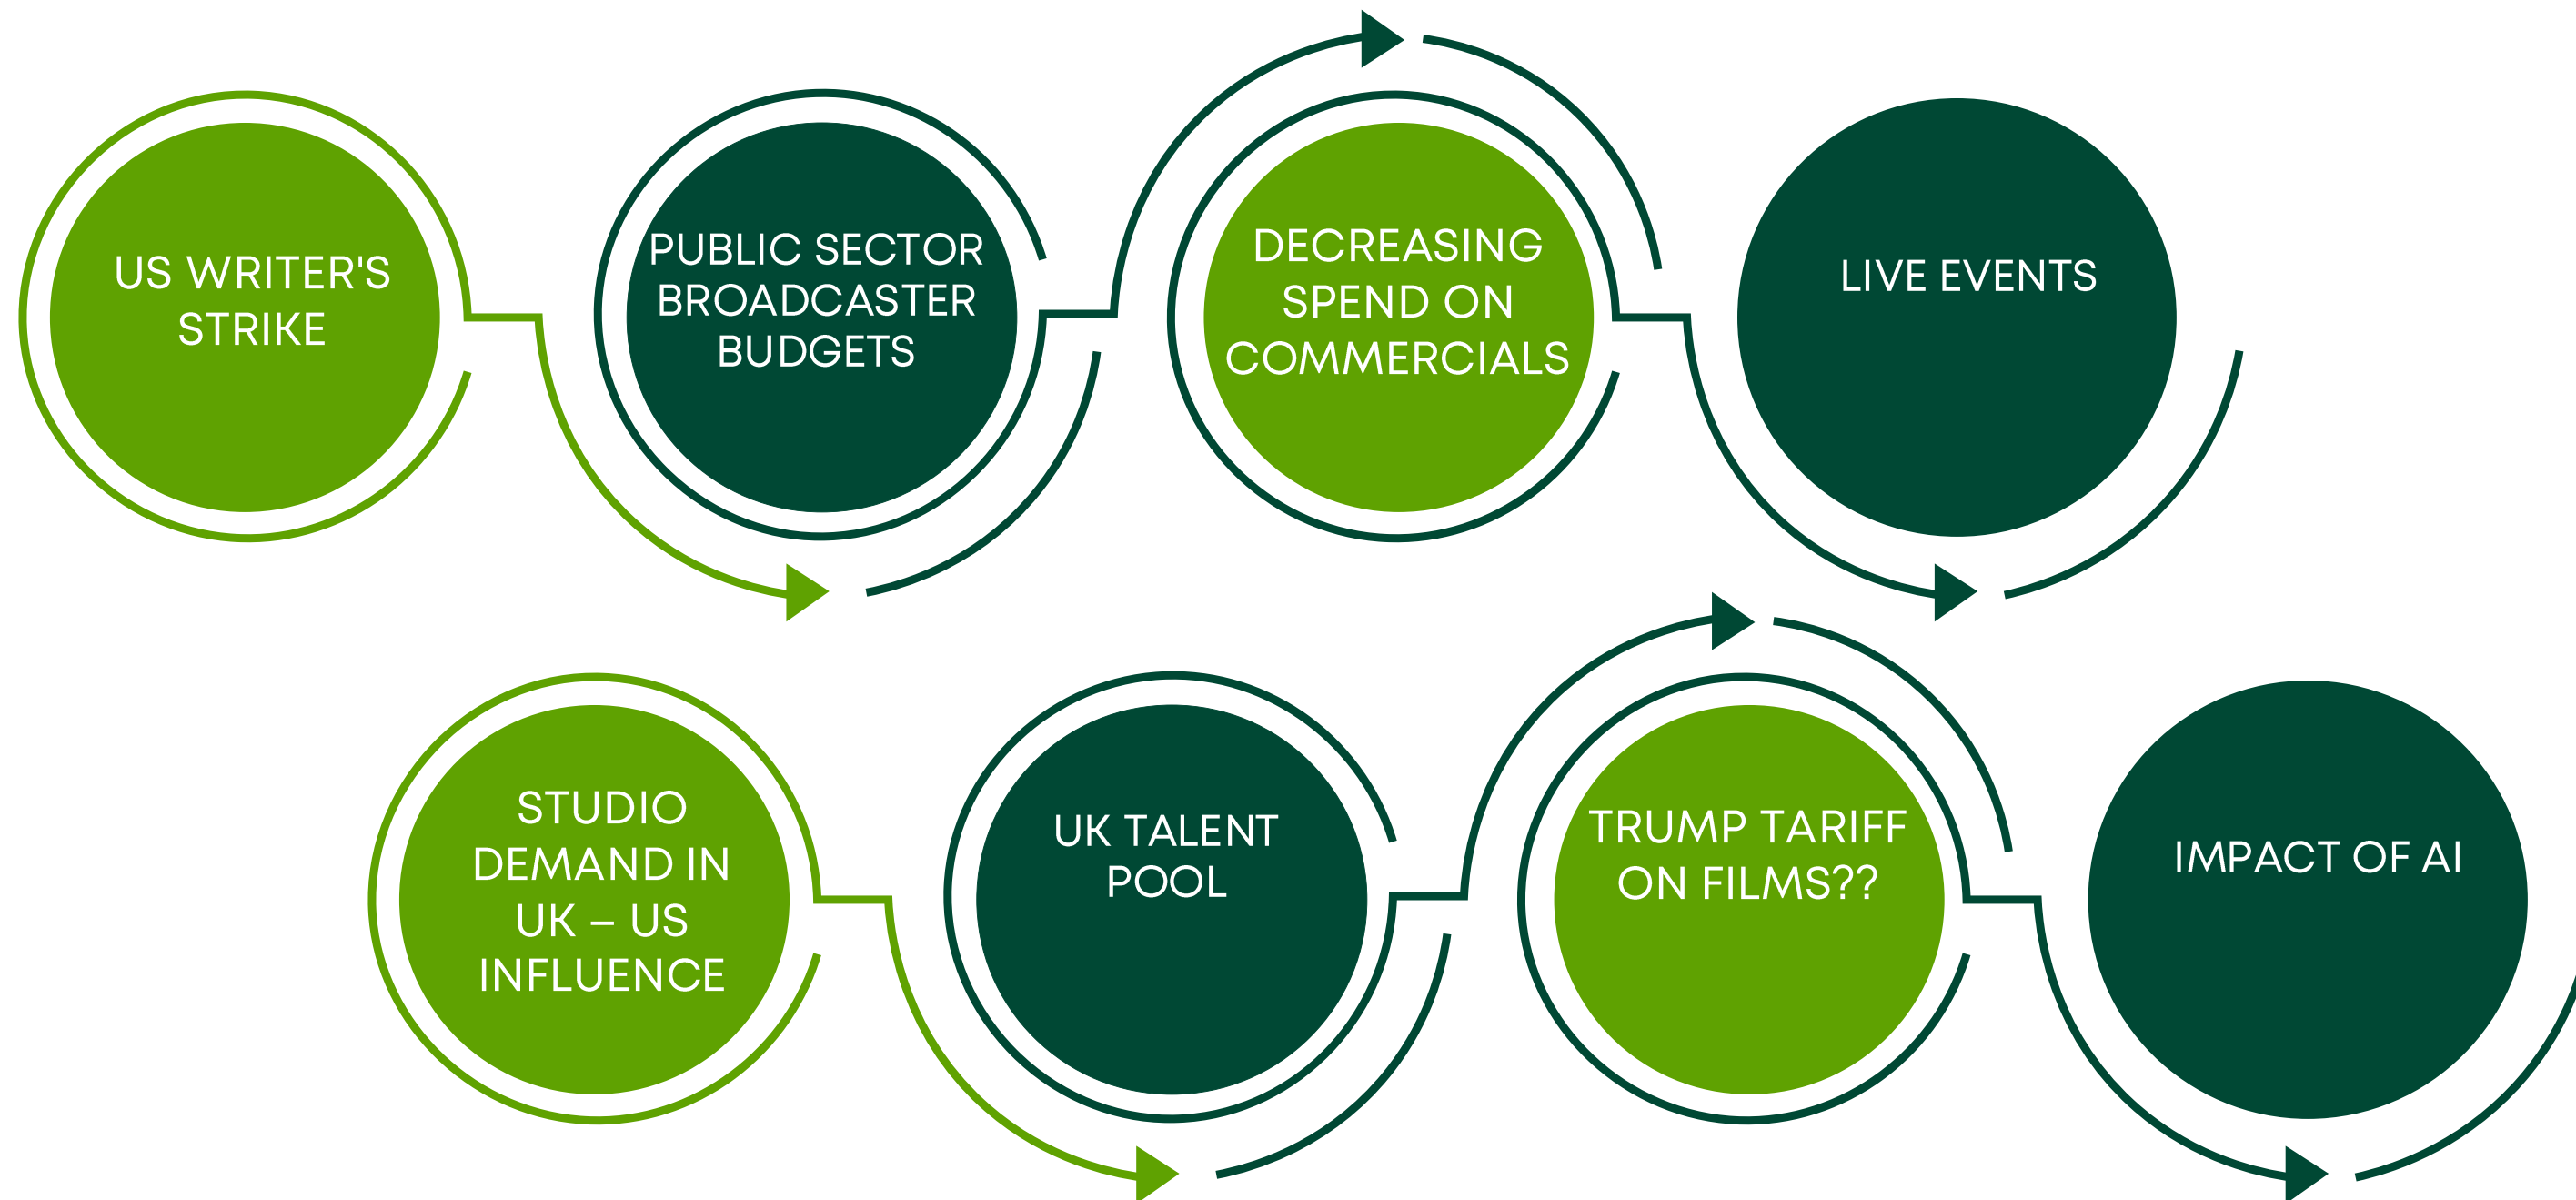 US WRITER'S
STRIKE
PUBLIC SECTOR
BROADCASTER
BUDGETS
DECREASING
SPEND ON
COMMERCIALS
LIVE EVENTS
STUDIO
DEMAND IN
UK – US
INFLUENCE
UK TALENT
POOL
TRUMP TARIFF
ON FILMS??
IMPACT OF AI